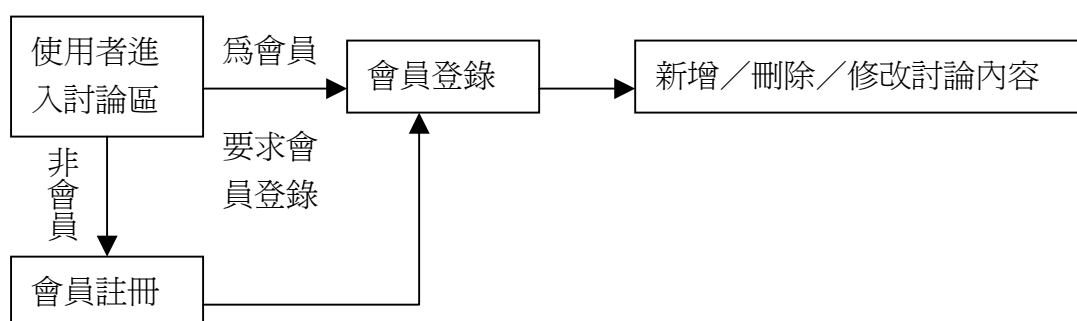 使用者進
入討論區
爲會員
要求會
員登錄
會員登錄
新增／刪除／修改討論內容
非會員
會員註冊